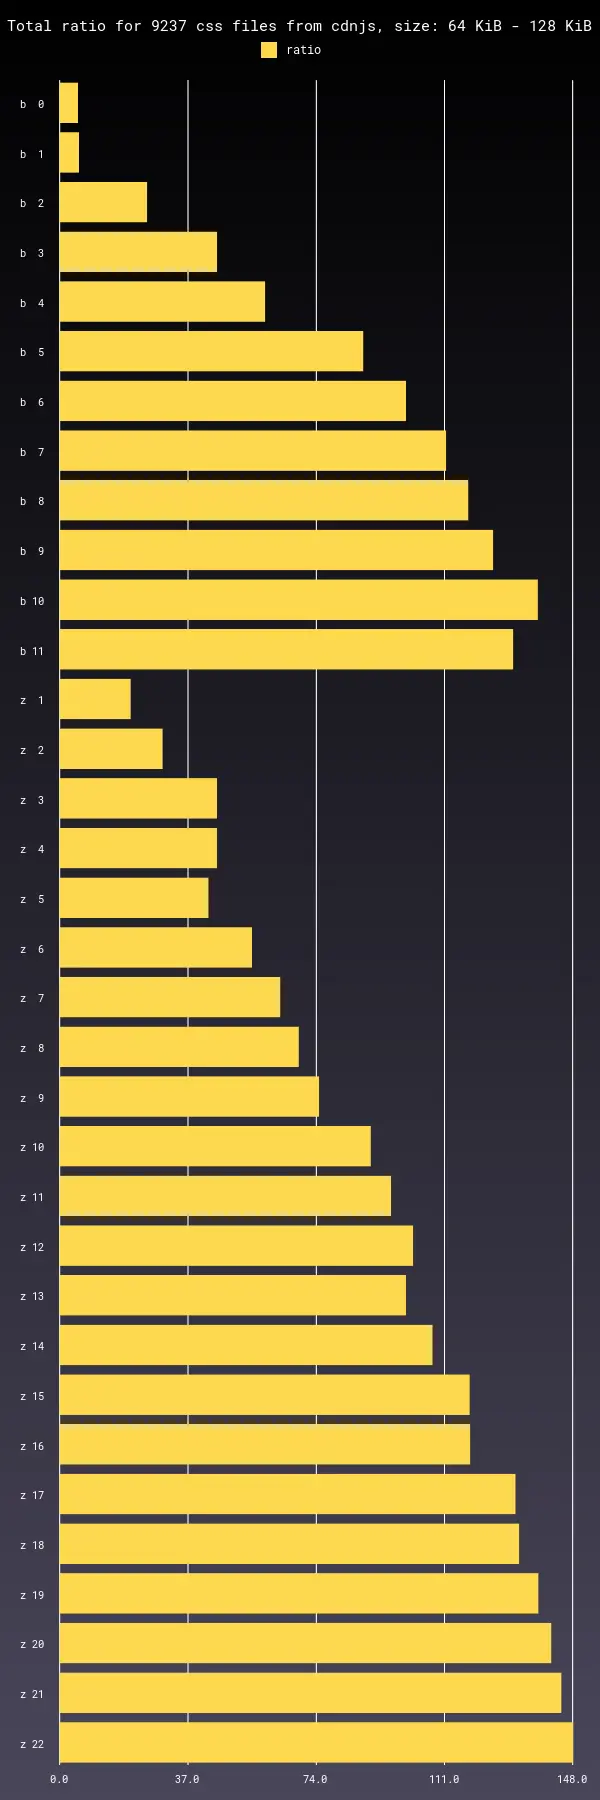 Total ratio for 9237 css files from cdnjs, size: 64 KiB - 128 KiB
ratio
b 0
b 1
b 2
b 3
b 4
b 5
b 6
b 7
b 8
b 9
b 10
b 11
z 1
z 2
z 3
z 4
z 5
z 6
z 7
z 8
z 9
z 10
z 11
z 12
z 13
z 14
z 15
z 16
z 17
z 18
z 19
z 20
z 21
z 22
0.0 37.0 74.0 111.0 148.0